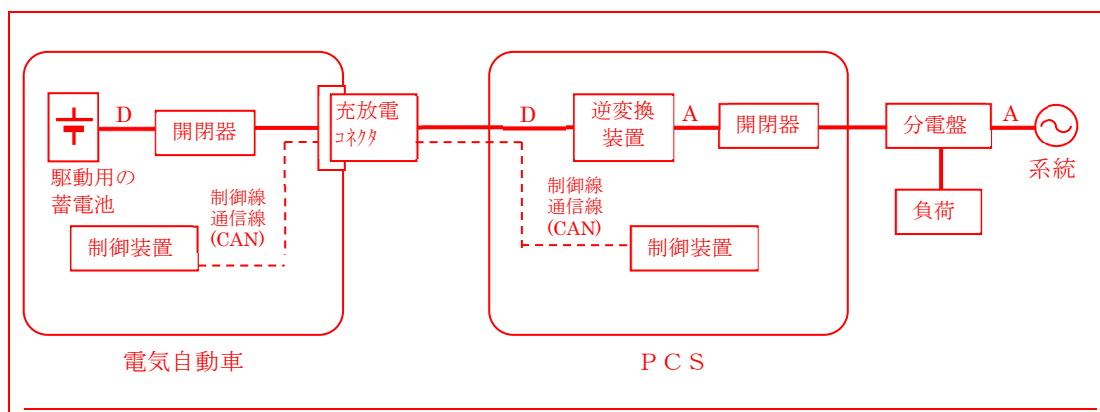 D
開閉器
駆動用の
蓄電池
制御線
通信線
(CAN)
制御装置
電気自動車
充放電
コネクタ
D
逆変換
装置
A
開閉器
制御線
通信線
(CAN)
制御装置
ＰＣＳ
分電盤
A
系統
負荷